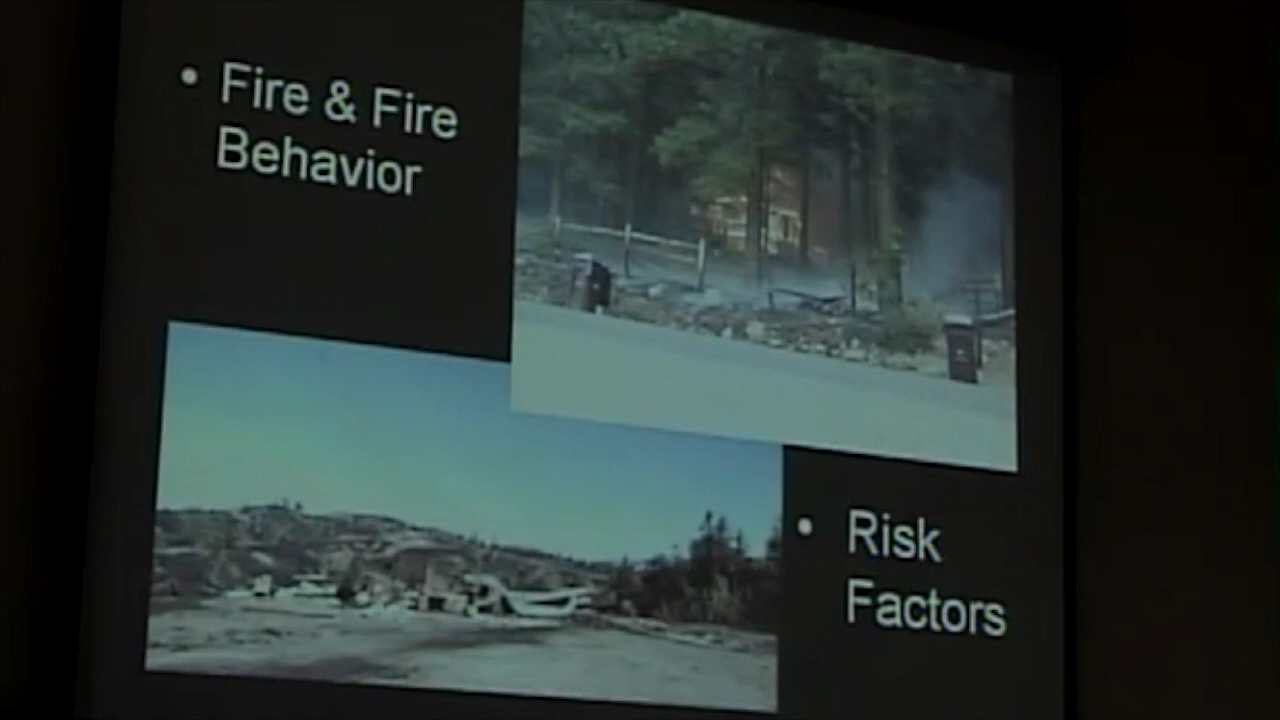 • Fire & Fire
Behavior
• Risk
Factors